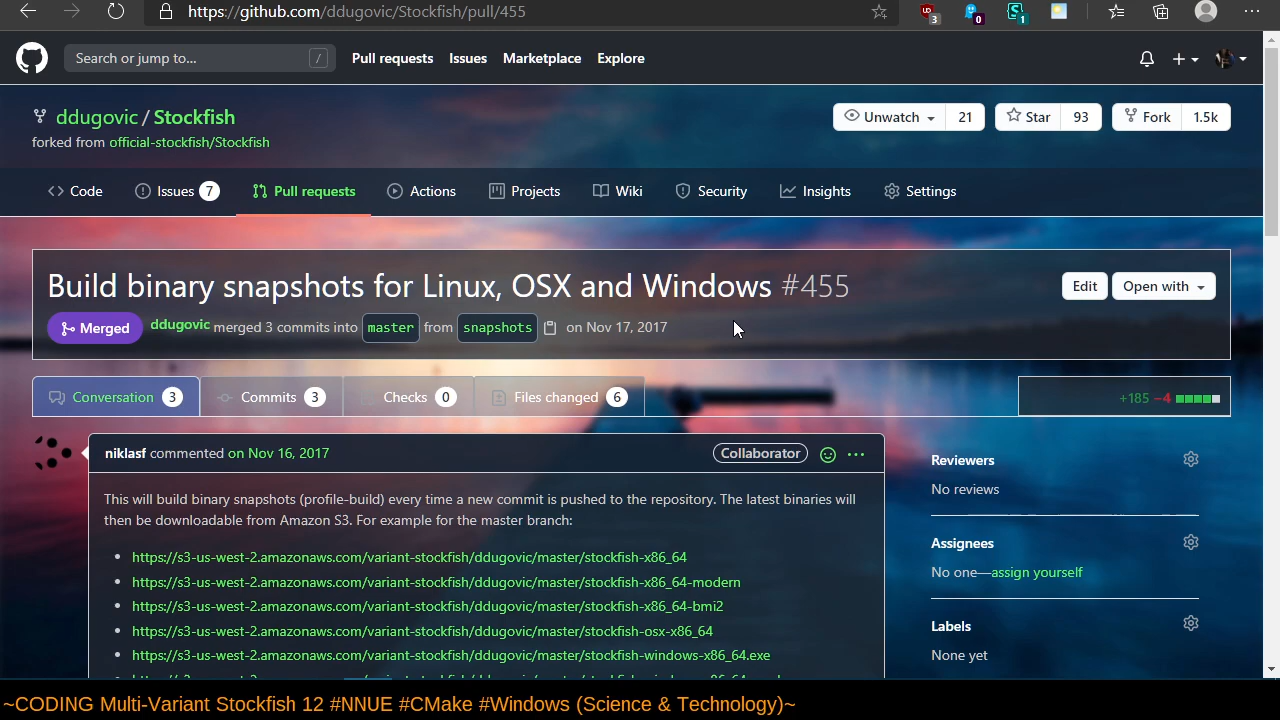 https://github.com/ddugovic/Stockfish/pull/455
3
0
1
Search or jump to...
/
Pull requests
Issues
Marketplace
Explore
ddugovic / Stockfish
Unwatch
21
Star
93
Fork
1.5k
forked from official-stockfish/Stockfish
Code
Issues 7
Pull requests
Actions
Projects
Wiki
Security
Insights
Settings
Build binary snapshots for Linux, OSX and Windows #455
Edit
Open with
Merged
ddugovic merged 3 commits into master from snapshots on Nov 17, 2017
Conversation 3
Commits 3
Checks 0
Files changed 6
+185 −4
niklasf commented on Nov 16, 2017
Collaborator
This will build binary snapshots (profile-build) every time a new commit is pushed to the repository. The latest binaries will
then be downloadable from Amazon S3. For example for the master branch:
https://s3-us-west-2.amazonaws.com/variant-stockfish/ddugovic/master/stockfish-x86_64
https://s3-us-west-2.amazonaws.com/variant-stockfish/ddugovic/master/stockfish-x86_64-modern
https://s3-us-west-2.amazonaws.com/variant-stockfish/ddugovic/master/stockfish-x86_64-bmi2
https://s3-us-west-2.amazonaws.com/variant-stockfish/ddugovic/master/stockfish-osx-x86_64
https://s3-us-west-2.amazonaws.com/variant-stockfish/ddugovic/master/stockfish-windows-x86_64.exe
Reviewers
No reviews
Assignees
No one—assign yourself
Labels
None yet
~CODING Multi-Variant Stockfish 12 #NNUE #CMake #Windows (Science & Technology)~